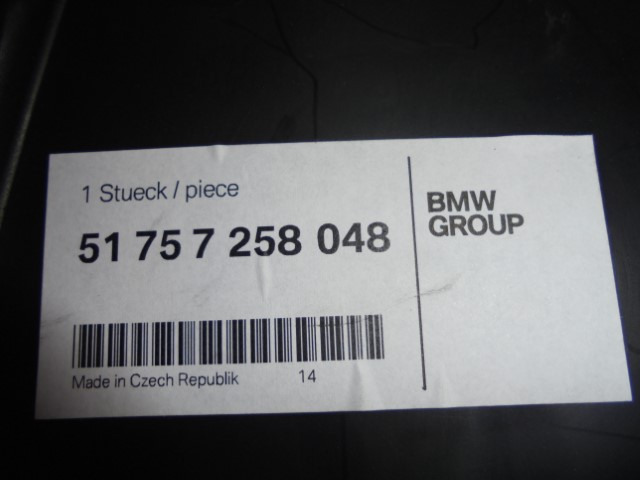 1 Stueck / piece
51 75 7 258 048
BMW
GROUP
Made in Czech Republik 14